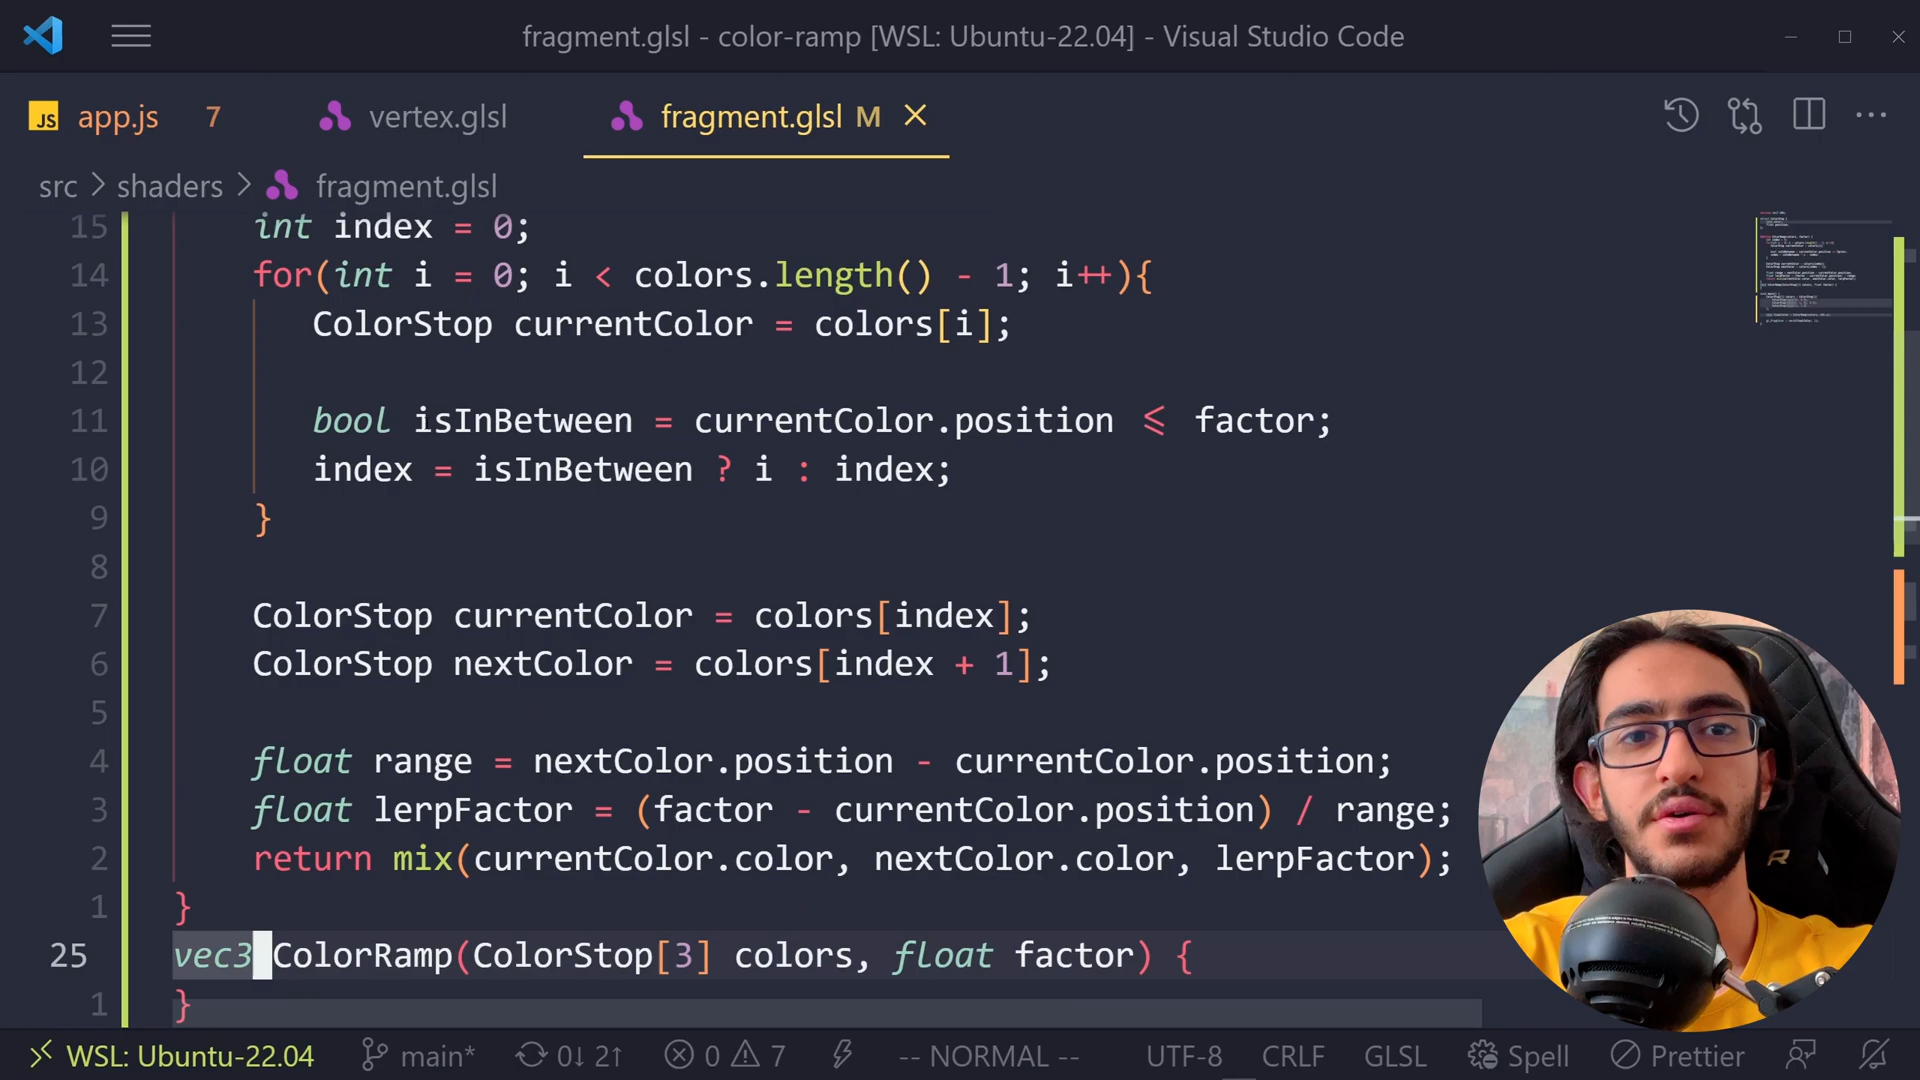 fragment.glsl - color-ramp [WSL: Ubuntu-22.04] - Visual Studio Code
JS app.js 7 vertex.glsl fragment.glsl M
src > shaders > fragment.glsl
15 int index = 0;
14 for(int i = 0; i < colors.length() - 1; i++){
13 ColorStop currentColor = colors[i];
12
11 bool isInBetween = currentColor.position <= factor;
10 index = isInBetween ? i : index;
9 }
8
7 ColorStop currentColor = colors[index];
6 ColorStop nextColor = colors[index + 1];
5
4 float range = nextColor.position - currentColor.position;
3 float lerpFactor = (factor - currentColor.position) / range;
2 return mix(currentColor.color, nextColor.color, lerpFactor);
1 }
25 vec3 ColorRamp(ColorStop[3] colors, float factor) {
1 }
WSL: Ubuntu-22.04 main* 0↓ 2↑ 0 7 -- NORMAL -- UTF-8 CRLF GLSL Spell Prettier